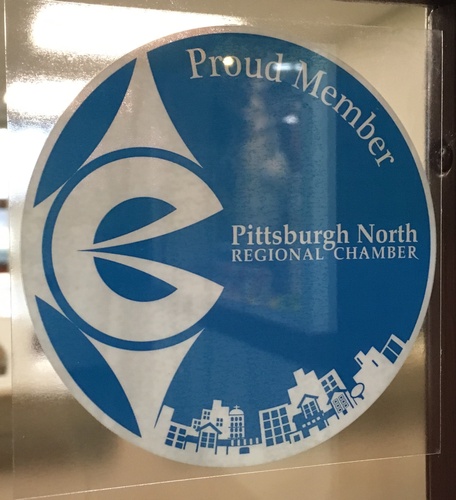 Proud Member
Pittsburgh North
REGIONAL CHAMBER